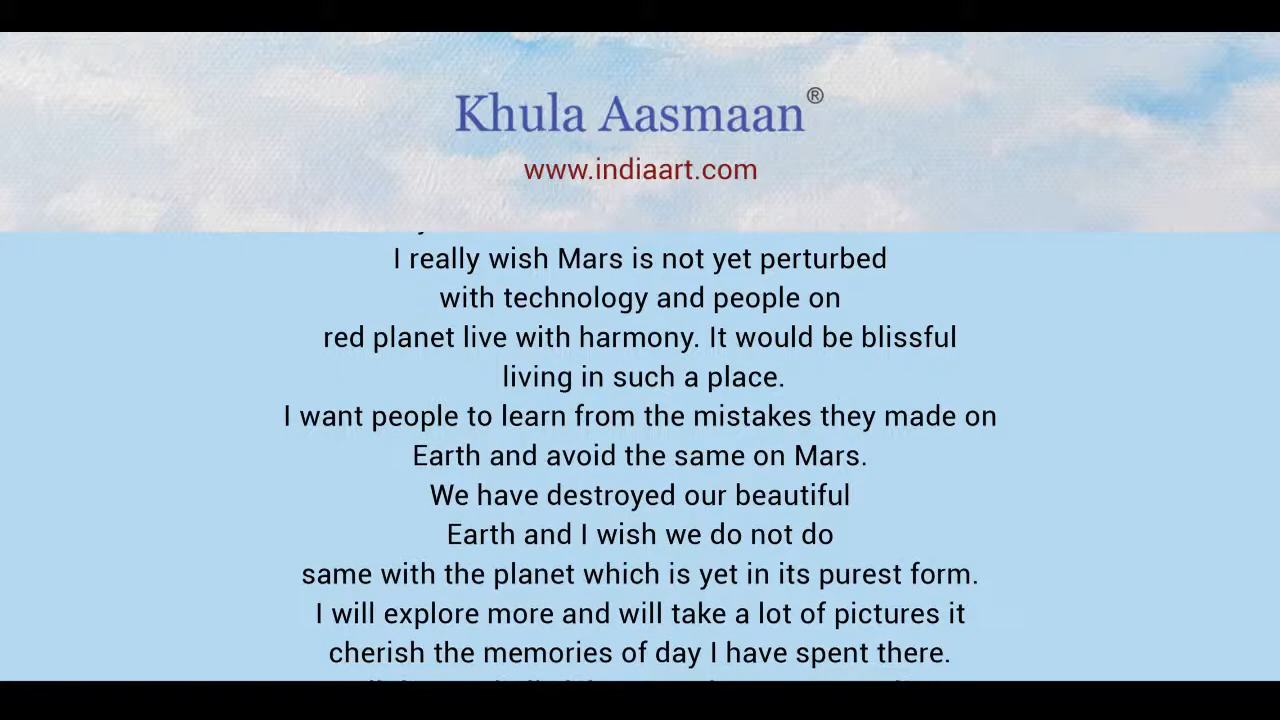 Khula Aasmaan®
www.indiaart.com
I really wish Mars is not yet perturbed
with technology and people on
red planet live with harmony. It would be blissful
living in such a place.
I want people to learn from the mistakes they made on
Earth and avoid the same on Mars.
We have destroyed our beautiful
Earth and I wish we do not do
same with the planet which is yet in its purest form.
I will explore more and will take a lot of pictures it
cherish the memories of day I have spent there.